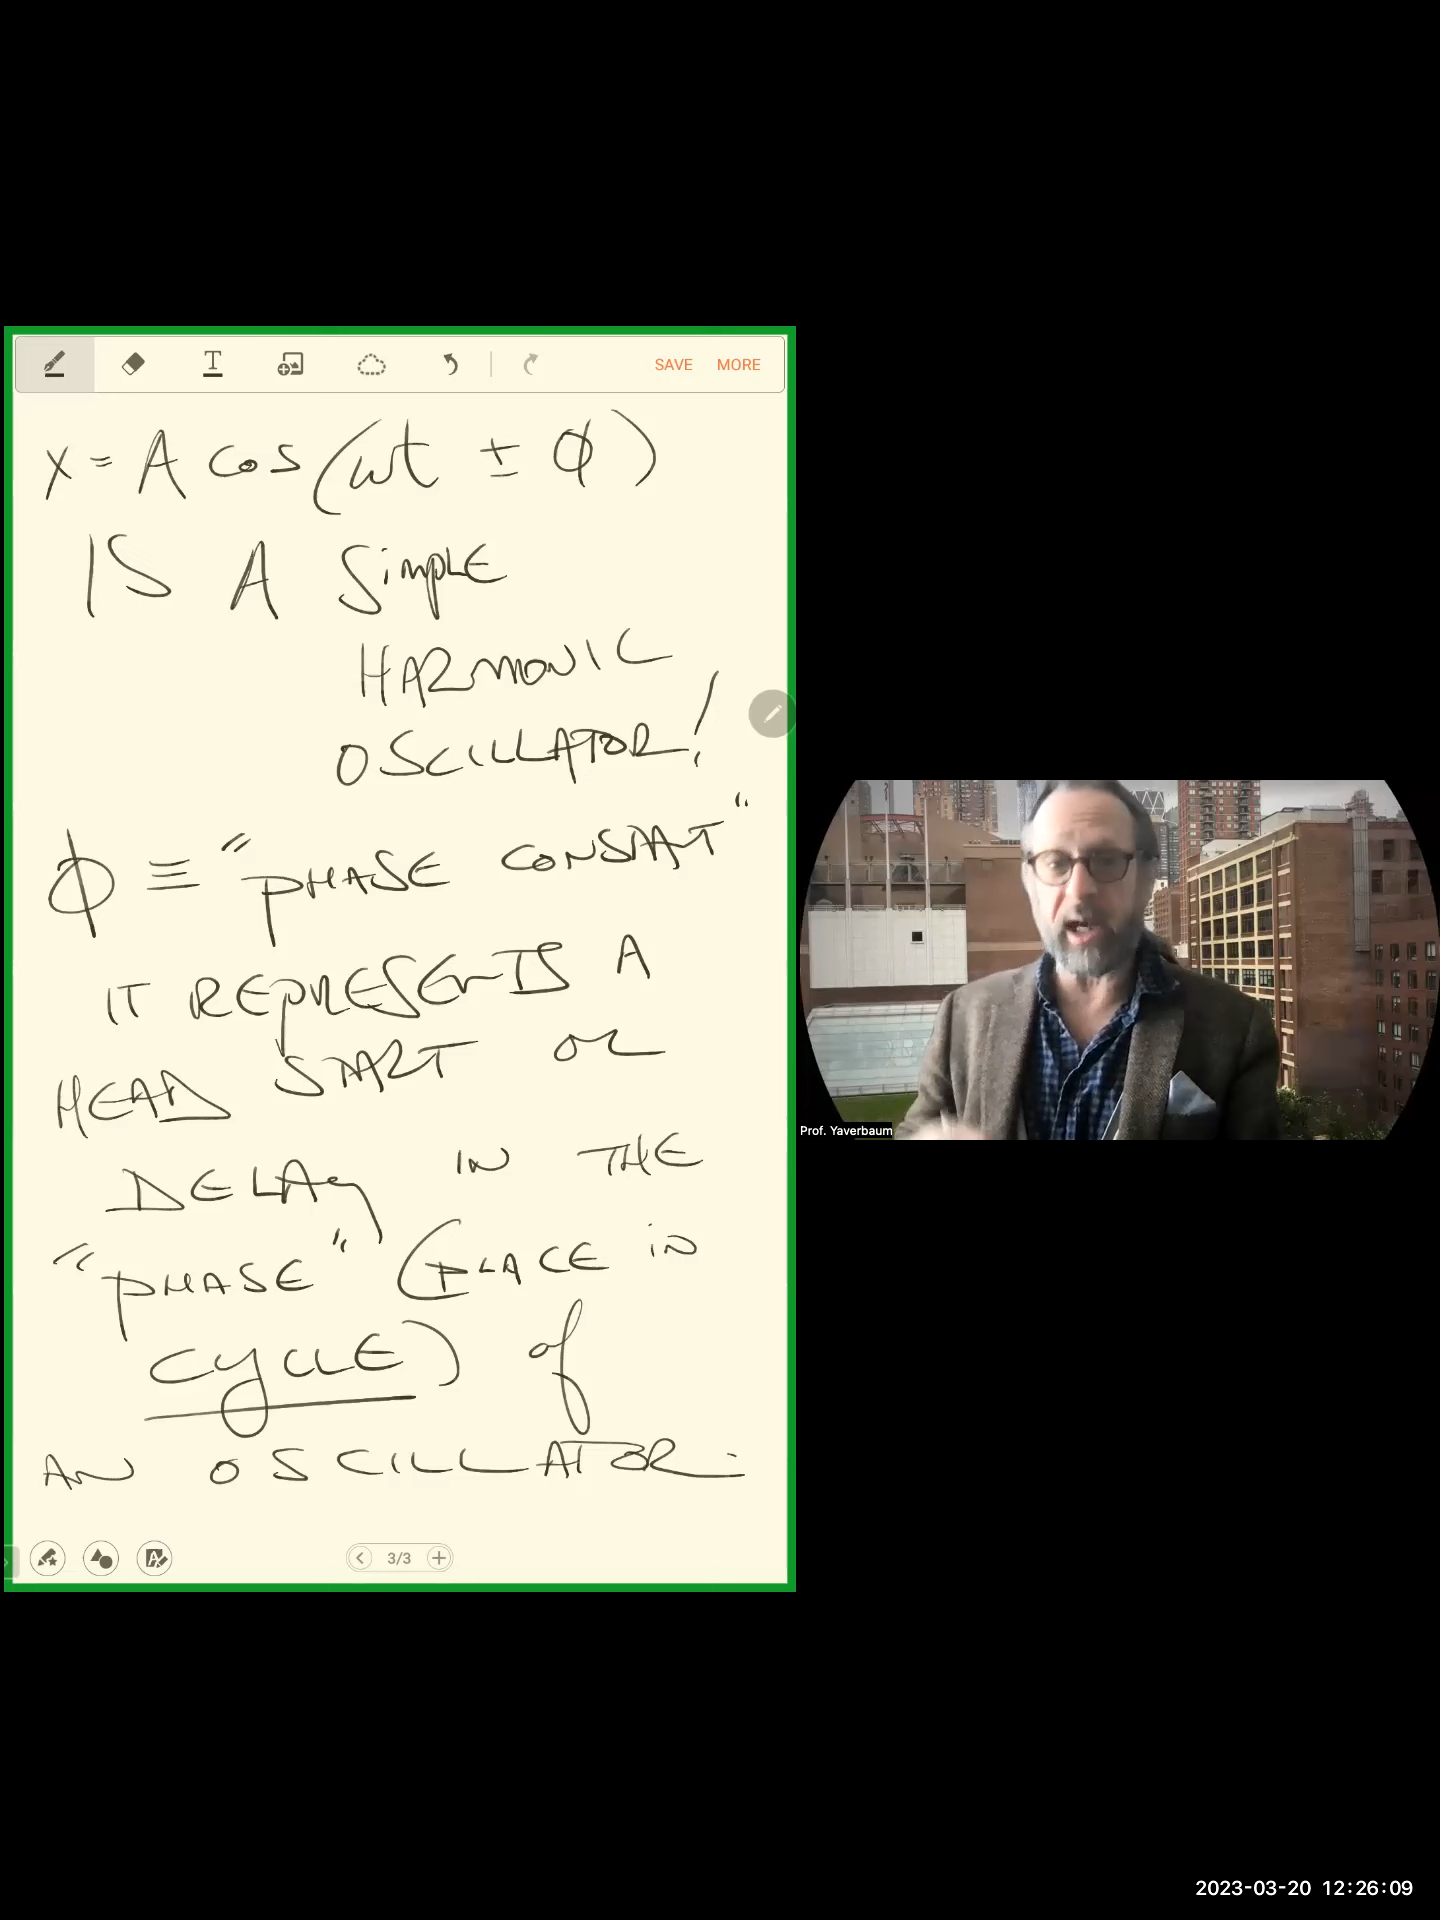 T
SAVE MORE
x = A cos(ωt ± ϕ)
IS A SIMPLE
HARMONIC
OSCILLATOR!
ϕ ≡ "PHASE CONSTANT"
IT REPRESENTS A
HEAD START OR
DELAY IN THE
"PHASE" (PLACE IN
CYCLE) of
AN OSCILLATOR.
3/3
Prof. Yaverbaum
2023-03-20 12:26:09